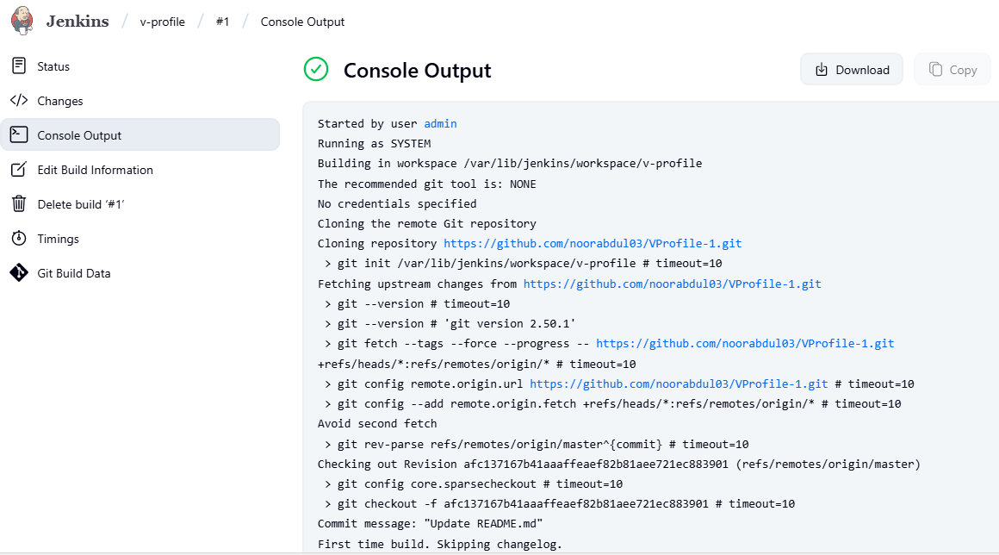 Jenkins / v-profile / #1 / Console Output
Status
Changes
Console Output
Edit Build Information
Delete build ‘#1’
Timings
Git Build Data
Console Output
Download
Copy
Started by user admin
Running as SYSTEM
Building in workspace /var/lib/jenkins/workspace/v-profile
The recommended git tool is: NONE
No credentials specified
Cloning the remote Git repository
Cloning repository https://github.com/noorabdul03/VProfile-1.git
 > git init /var/lib/jenkins/workspace/v-profile # timeout=10
Fetching upstream changes from https://github.com/noorabdul03/VProfile-1.git
 > git --version # timeout=10
 > git --version # 'git version 2.50.1'
 > git fetch --tags --force --progress -- https://github.com/noorabdul03/VProfile-1.git
+refs/heads/*:refs/remotes/origin/* # timeout=10
 > git config remote.origin.url https://github.com/noorabdul03/VProfile-1.git # timeout=10
 > git config --add remote.origin.fetch +refs/heads/*:refs/remotes/origin/* # timeout=10
Avoid second fetch
 > git rev-parse refs/remotes/origin/master^{commit} # timeout=10
Checking out Revision afc137167b41aaaffeaef82b81aee721ec883901 (refs/remotes/origin/master)
 > git config core.sparsecheckout # timeout=10
 > git checkout -f afc137167b41aaaffeaef82b81aee721ec883901 # timeout=10
Commit message: "Update README.md"
First time build. Skipping changelog.